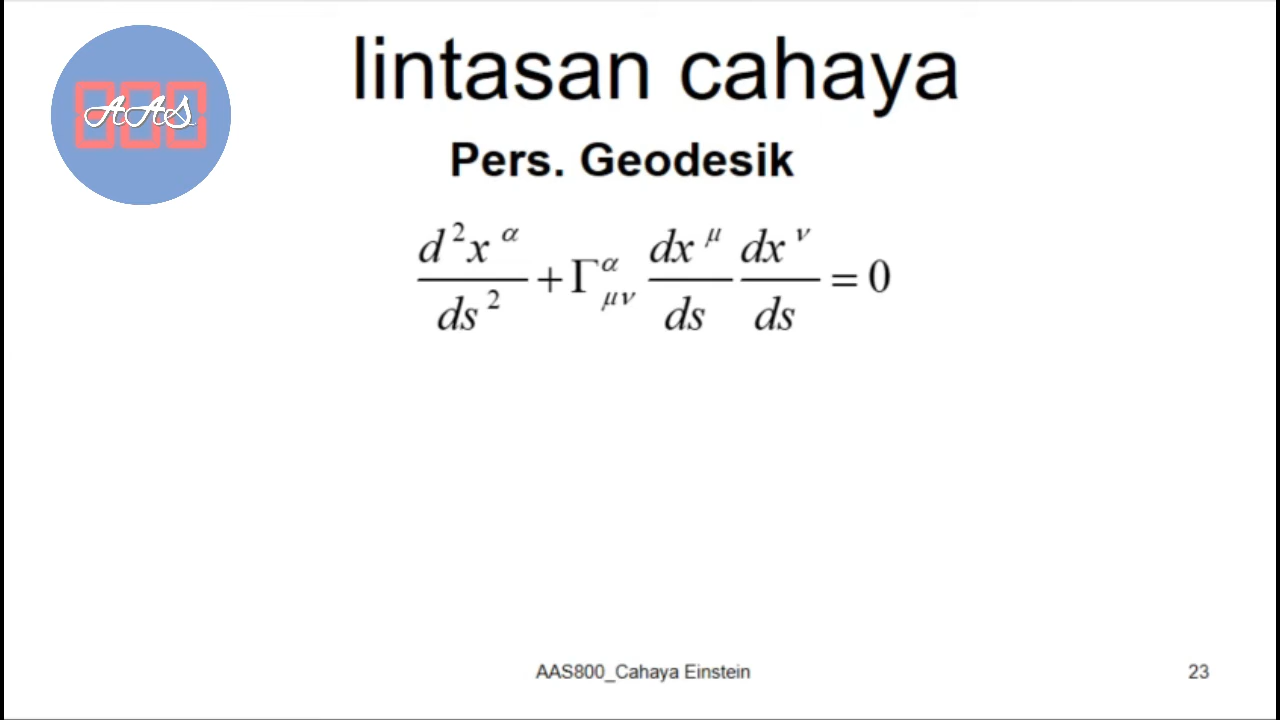 AAS
lintasan cahaya
Pers. Geodesik
d²x^α/ds² + Γ^α_μν dx^μ/ds dx^ν/ds = 0
AAS800_Cahaya Einstein
23